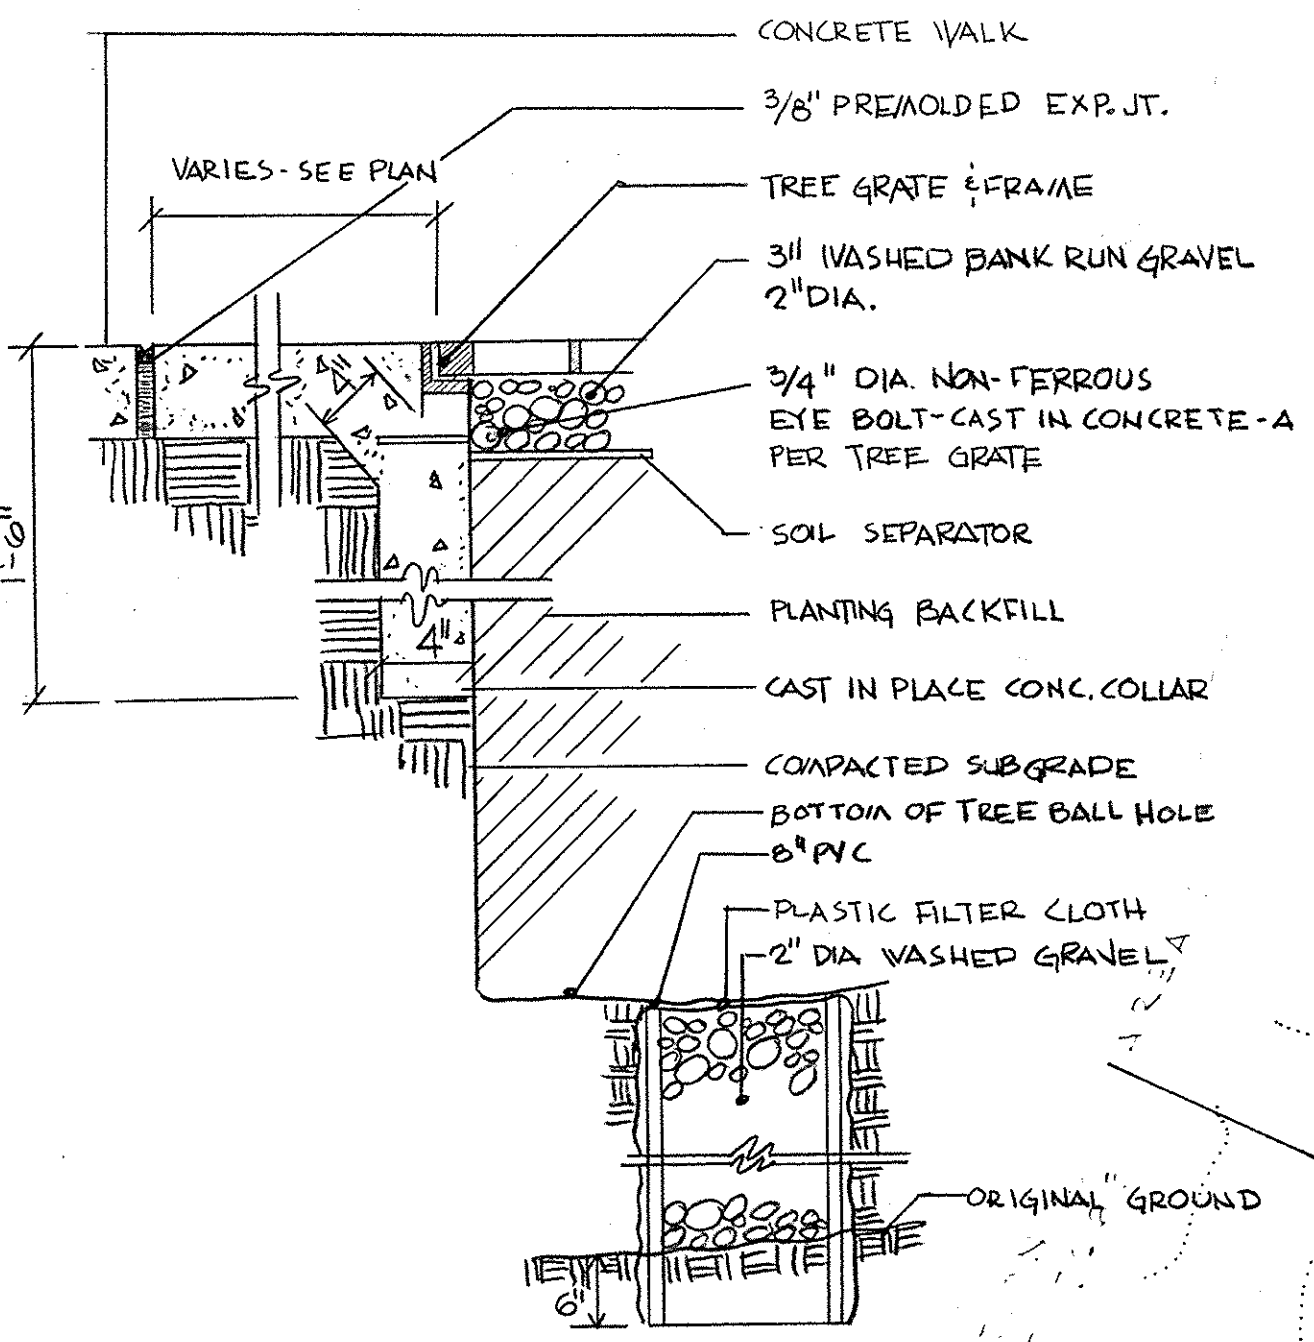 CONCRETE WALK
3/8" PREMOLDED EXP. JT.
VARIES - SEE PLAN
TREE GRATE & FRAME
3" WASHED BANK RUN GRAVEL
2" DIA.
4"
3/4" DIA. NON-FERROUS
EYE BOLT-CAST IN CONCRETE-A
PER TREE GRATE
SOIL SEPARATOR
-6"
PLANTING BACKFILL
4"
CAST IN PLACE CONC. COLLAR
COMPACTED SUBGRADE
BOTTOM OF TREE BALL HOLE
8" PVC
PLASTIC FILTER CLOTH
2" DIA WASHED GRAVEL
ORIGINAL GROUND
6"